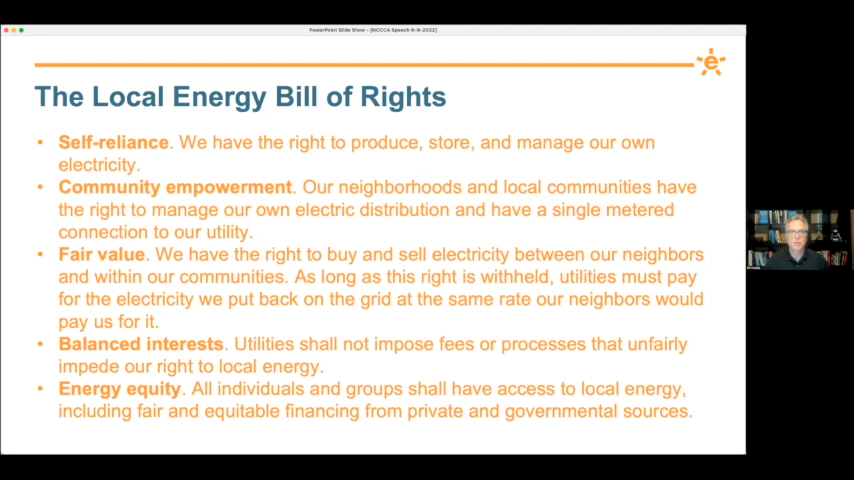 PowerPoint Slide Show - [NCCCA Speech 6-9-2022]
e
The Local Energy Bill of Rights
• Self-reliance. We have the right to produce, store, and manage our own
electricity.
• Community empowerment. Our neighborhoods and local communities have
the right to manage our own electric distribution and have a single metered
connection to our utility.
• Fair value. We have the right to buy and sell electricity between our neighbors
and within our communities. As long as this right is withheld, utilities must pay
for the electricity we put back on the grid at the same rate our neighbors would
pay us for it.
• Balanced interests. Utilities shall not impose fees or processes that unfairly
impede our right to local energy.
• Energy equity. All individuals and groups shall have access to local energy,
including fair and equitable financing from private and governmental sources.